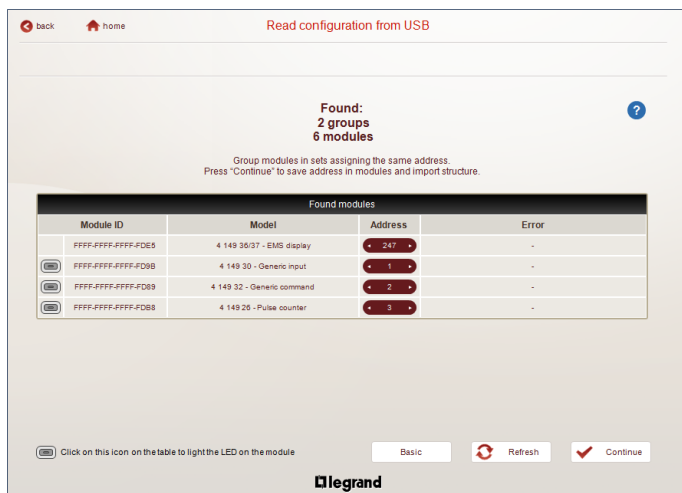 back home Read configuration from USB
Found:
2 groups
6 modules
?
Group modules in sets assigning the same address.
Press "Continue" to save address in modules and import structure.
Found modules
Module ID Model Address Error
FFFF-FFFF-FFFF-FDE5 4 149 36/37 - EMS display 247 -
FFFF-FFFF-FFFF-FD9B 4 149 30 - Generic input 1 -
FFFF-FFFF-FFFF-FD89 4 149 32 - Generic command 2 -
FFFF-FFFF-FFFF-FDB8 4 149 26 - Pulse counter 3 -
Click on this icon on the table to light the LED on the module Basic Refresh Continue
legrand